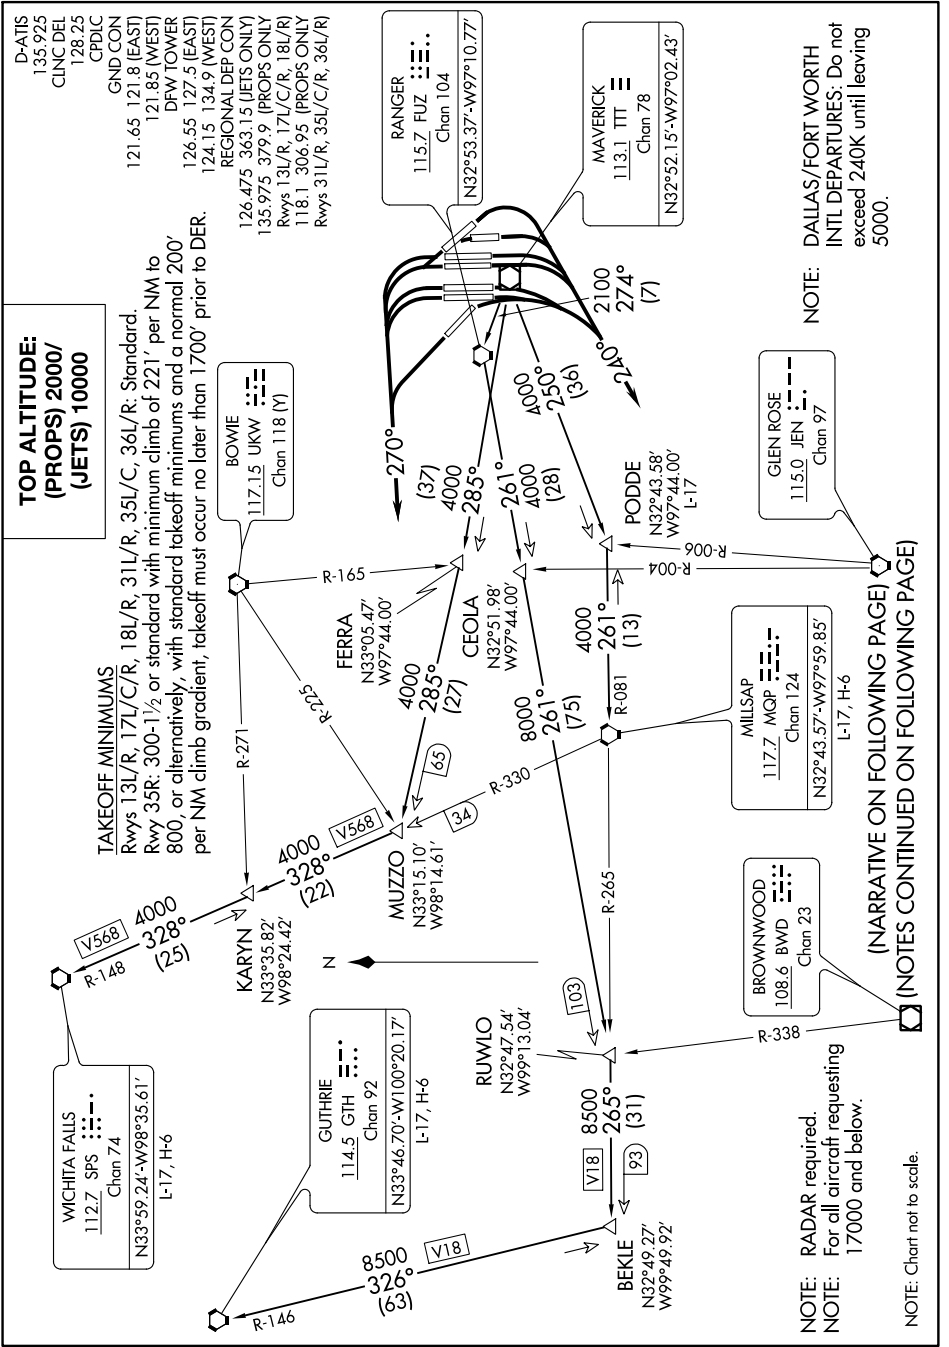 TOP ALTITUDE:
(PROPS) 2000/
(JETS) 10000
D-ATIS
135.925
CLNC DEL
128.25
CPDLC
GND CON
121.65 121.8 (EAST)
121.85 (WEST)
DFW TOWER
126.55 127.5 (EAST)
124.15 134.9 (WEST)
REGIONAL DEP CON
126.475 363.15 (JETS ONLY)
135.975 379.9 (PROPS ONLY
Rwys 13L/R, 17L/C/R, 18L/R)
118.1 306.95 (PROPS ONLY
Rwys 31L/R, 35L/C/R, 36L/R)
TAKEOFF MINIMUMS
Rwys 13L/R, 17L/C/R, 18L/R, 31L/R, 35L/C, 36L/R: Standard.
Rwy 35R: 300-1½ or standard with minimum climb of 221' per NM to
800, or alternatively, with standard takeoff minimums and a normal 200'
per NM climb gradient, takeoff must occur no later than 1700' prior to DER.
WICHITA FALLS
112.7 SPS
Chan 74
N33°59.24'-W98°35.61'
L-17, H-6
V568
4000
328°
(25)
R-148
KARYN
N33°35.82'
W98°24.42'
4000
328°
(22)
V568
R-271
BOWIE
117.15 UKW
Chan 118 (Y)
R-225
R-165
270°
RANGER
115.7 FUZ
Chan 104
N32°53.37'-W97°10.77'
GUTHRIE
114.5 GTH
Chan 92
N33°46.70'-W100°20.17'
L-17, H-6
N
MUZZO
N33°15.10'
W98°14.61'
65
34
4000
285°
(27)
FERRA
N33°05.47'
W97°44.00'
(37)
4000
285°
CEOLA
N32°51.98'
W97°44.00'
261°
4000
(28)
4000
250°
(36)
2100
274°
(7)
240°
MAVERICK
113.1 TTT
Chan 78
N32°52.15'-W97°02.43'
R-146
8500
326°
(63)
V18
BEKLE
N32°49.27'
W99°49.92'
V18
93
8500
265°
(31)
RUWLO
N32°47.54'
W99°13.04'
103
R-265
R-330
8000
261°
(75)
R-081
4000
261°
(13)
PODDE
N32°43.58'
W97°44.00'
L-17
R-338
R-004
R-006
BROWNWOOD
108.6 BWD
Chan 23
MILLSAP
117.7 MQP
Chan 124
N32°43.57'-W97°59.85'
L-17, H-6
GLEN ROSE
115.0 JEN
Chan 97
NOTE: DALLAS/FORT WORTH
INTL DEPARTURES: Do not
exceed 240K until leaving
5000.
NOTE: RADAR required.
NOTE: For all aircraft requesting
17000 and below.
(NARRATIVE ON FOLLOWING PAGE)
(NOTES CONTINUED ON FOLLOWING PAGE)
NOTE: Chart not to scale.